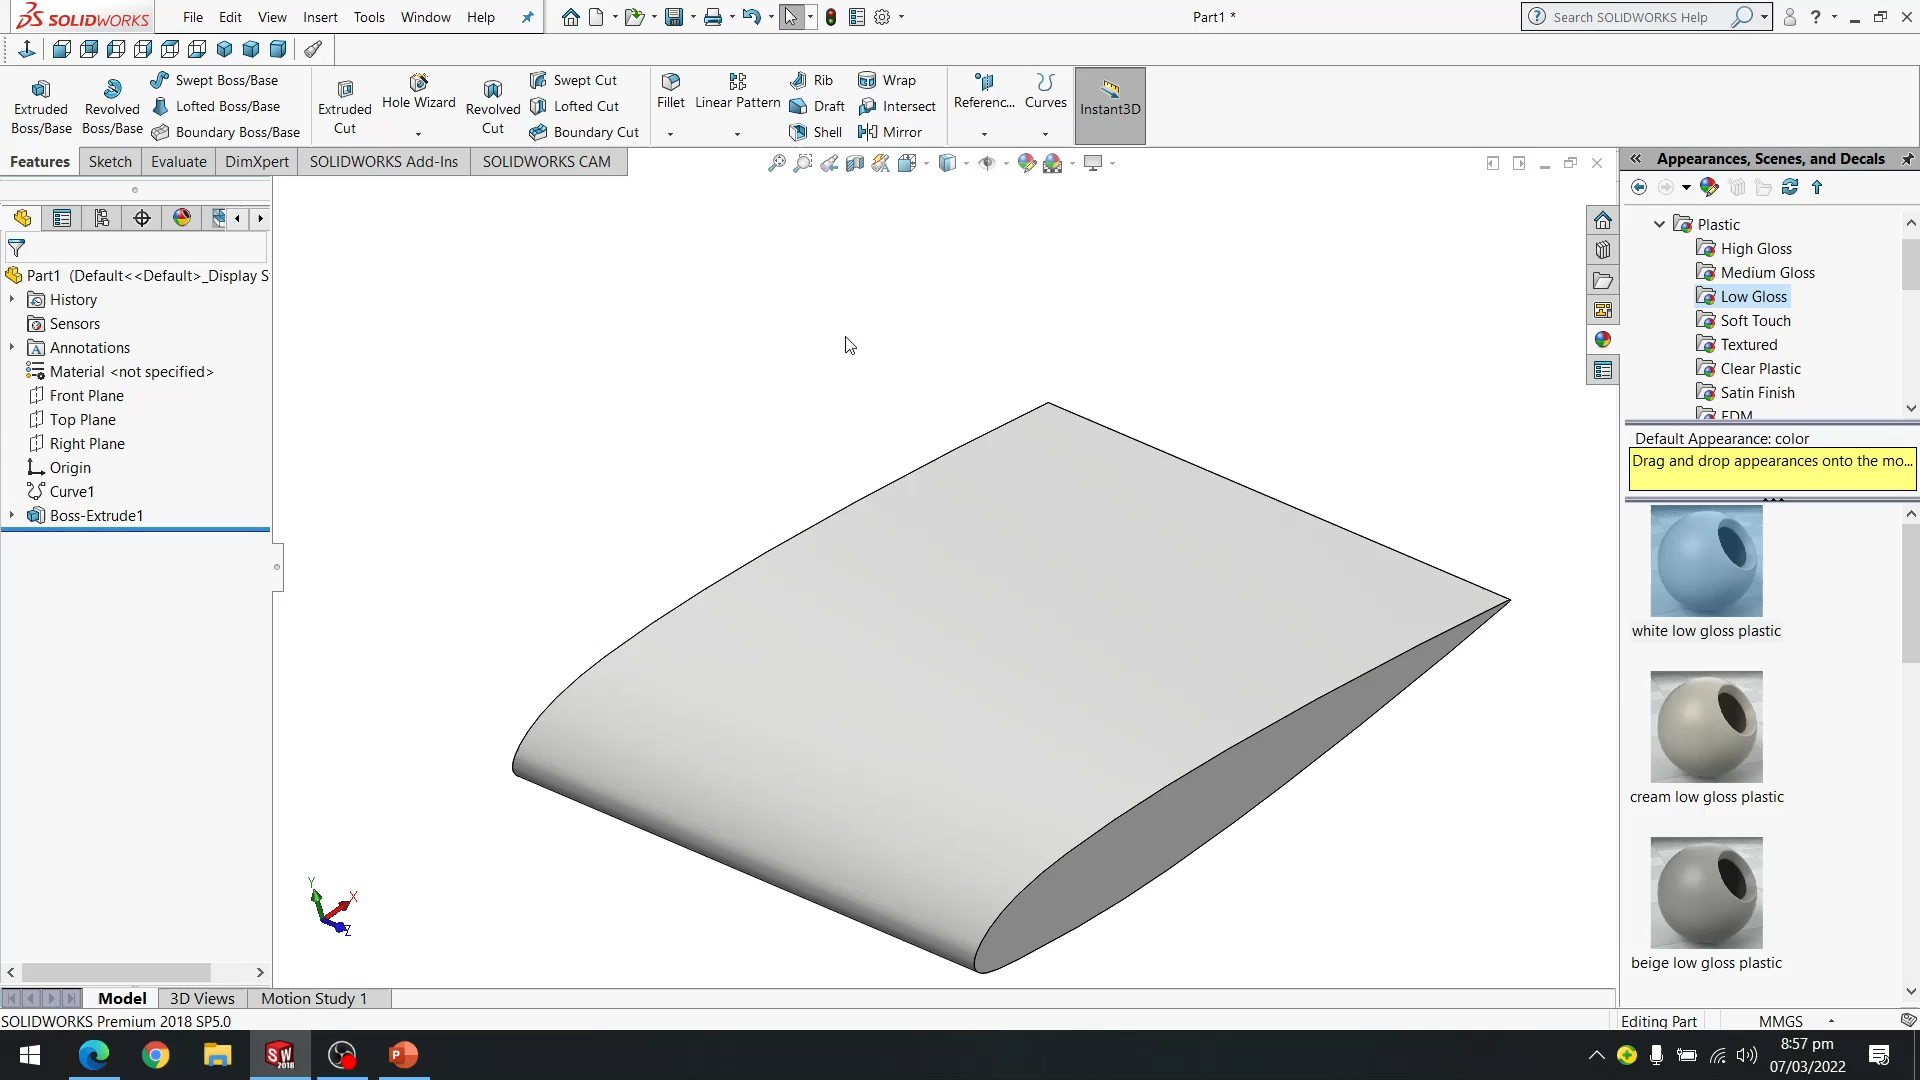 SOLIDWORKS File Edit View Insert Tools Window Help Part1 * Search SOLIDWORKS Help
Extruded Boss/Base
Revolved Boss/Base
Swept Boss/Base
Lofted Boss/Base
Boundary Boss/Base
Extruded Cut
Hole Wizard
Revolved Cut
Swept Cut
Lofted Cut
Boundary Cut
Fillet
Linear Pattern
Rib
Draft
Shell
Wrap
Intersect
Mirror
Referenc...
Curves
Instant3D
Features Sketch Evaluate DimXpert SOLIDWORKS Add-Ins SOLIDWORKS CAM
Part1 (Default<<Default>_Display S
History
Sensors
Annotations
Material <not specified>
Front Plane
Top Plane
Right Plane
Origin
Curve1
Boss-Extrude1
Y
X
Z
Appearances, Scenes, and Decals
Plastic
High Gloss
Medium Gloss
Low Gloss
Soft Touch
Textured
Clear Plastic
Satin Finish
EDM
Default Appearance: color
Drag and drop appearances onto the mo...
white low gloss plastic
cream low gloss plastic
beige low gloss plastic
Model 3D Views Motion Study 1
SOLIDWORKS Premium 2018 SP5.0 Editing Part MMGS
SW
2018
P
8:57 pm
07/03/2022